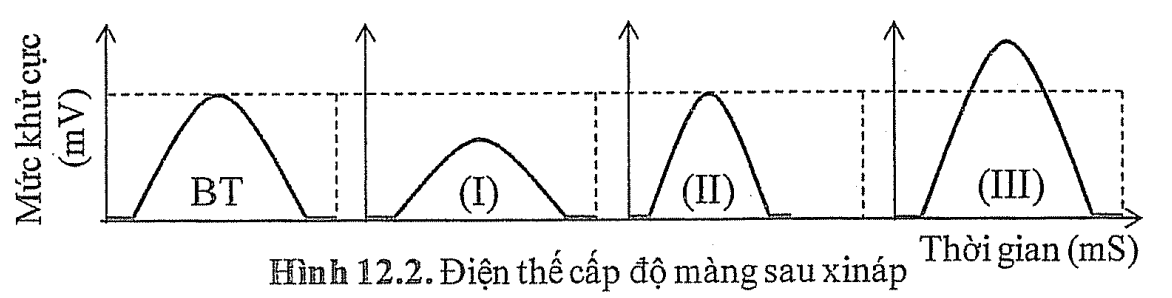 Mức khử cực
(mV)
BT
(I)
(II)
(III)
Thời gian (mS)
Hình 12.2. Điện thế cấp độ màng sau xináp